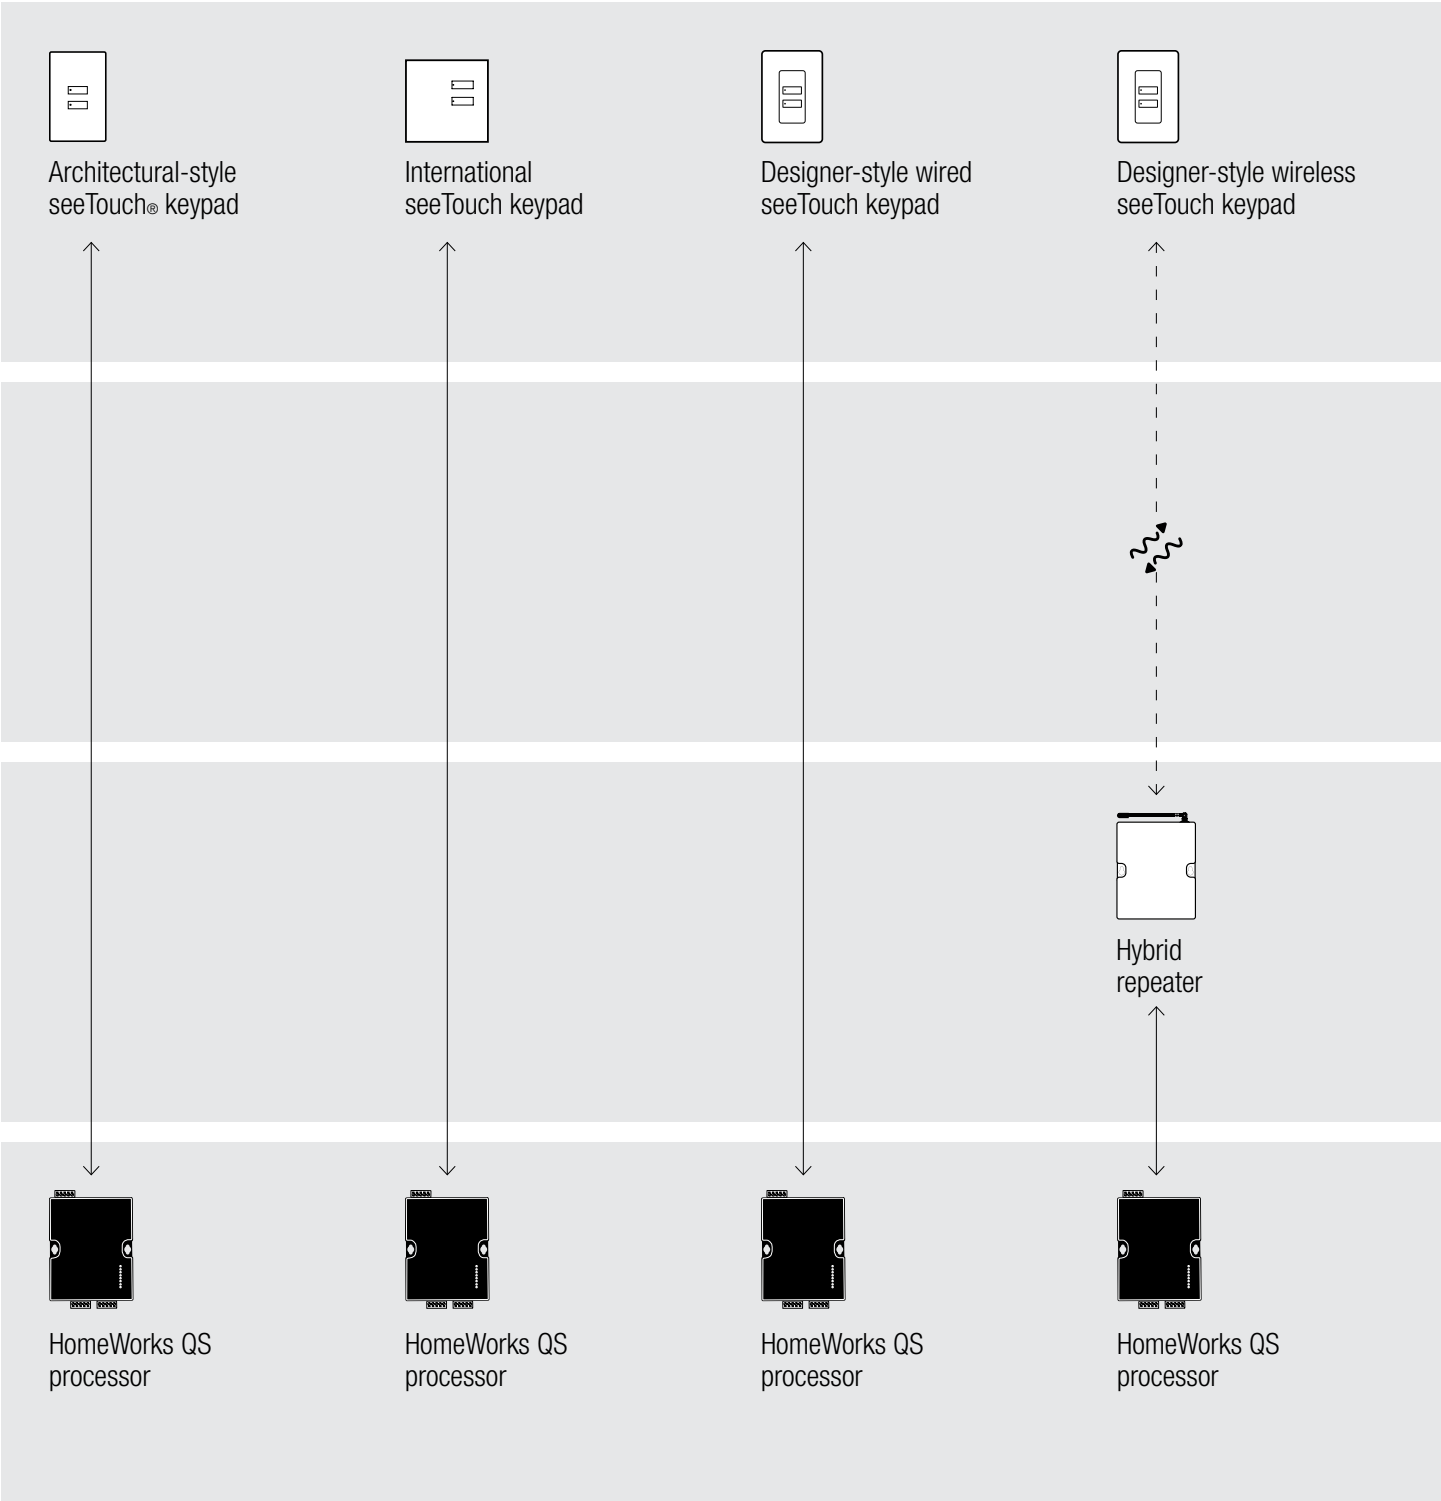 Architectural-style
seeTouch® keypad
International
seeTouch keypad
Designer-style wired
seeTouch keypad
Designer-style wireless
seeTouch keypad
Hybrid
repeater
HomeWorks QS
processor
HomeWorks QS
processor
HomeWorks QS
processor
HomeWorks QS
processor